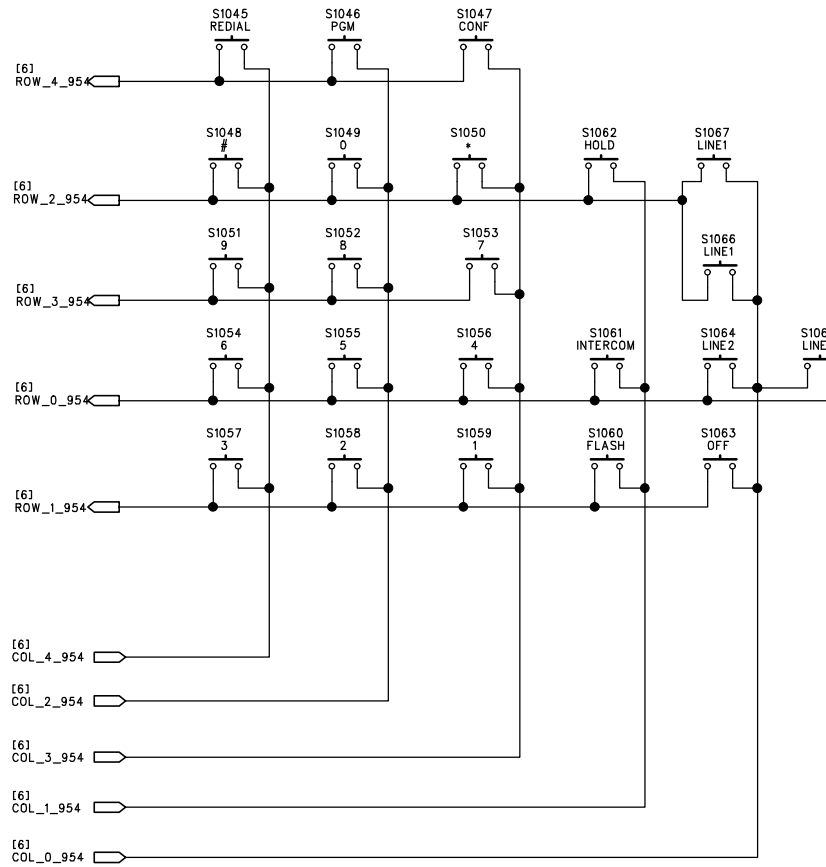 S1045
REDIAL
S1046
PGM
S1047
CONF
[6]
ROW_4_954
S1048
#
S1049
0
S1050
*
S1062
HOLD
S1067
LINE1
[6]
ROW_2_954
S1051
9
S1052
8
S1053
7
S1066
LINE1
[6]
ROW_3_954
S1054
6
S1055
5
S1056
4
S1061
INTERCOM
S1064
LINE2
[6]
ROW_0_954
S1057
3
S1058
2
S1059
1
S1060
FLASH
S1063
OFF
[6]
ROW_1_954
[6]
COL_4_954
[6]
COL_2_954
[6]
COL_3_954
[6]
COL_1_954
[6]
COL_0_954